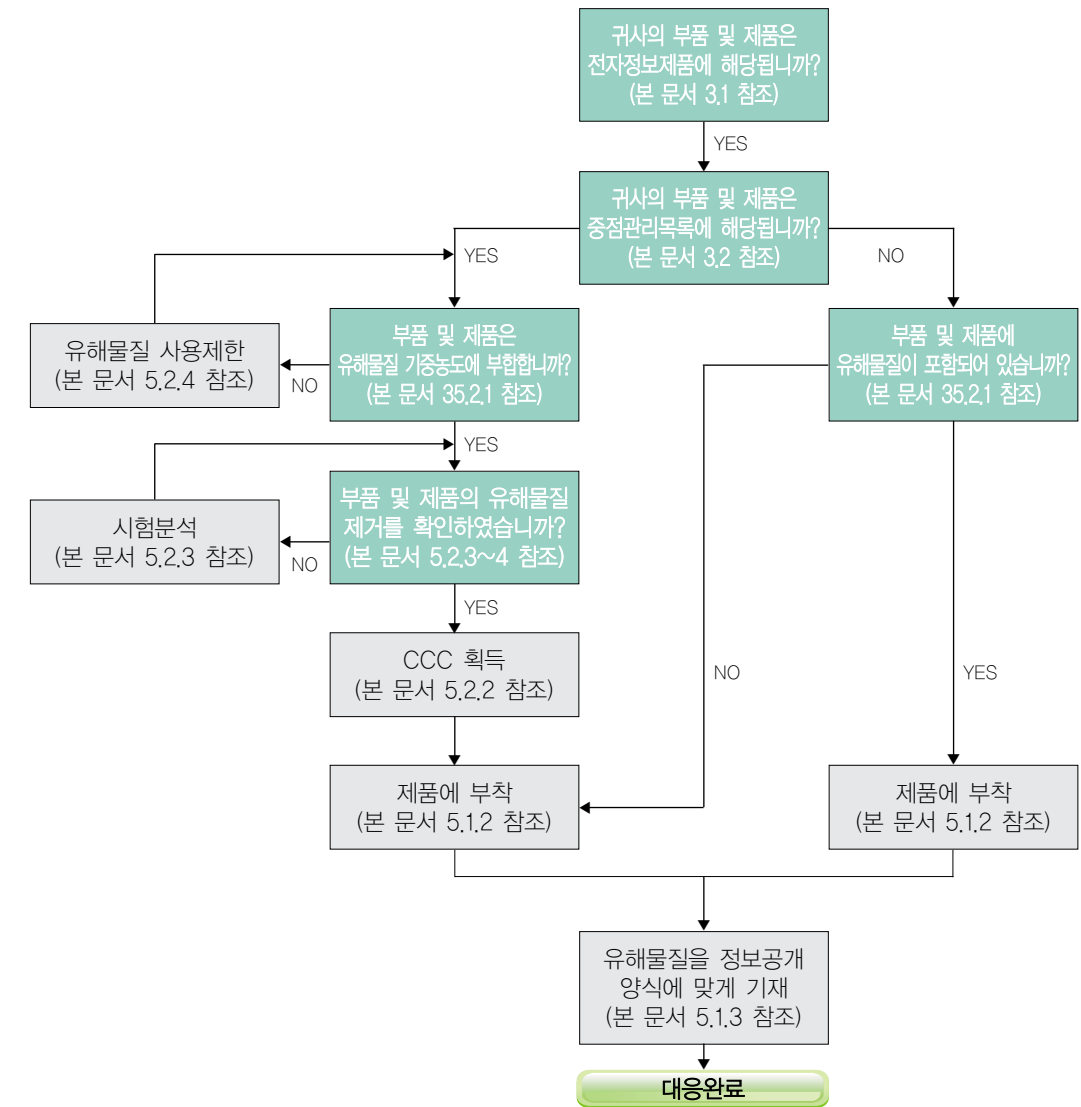 귀사의 부품 및 제품은
전자정보제품에 해당됩니까?
(본 문서 3.1 참조)
YES
귀사의 부품 및 제품은
중점관리목록에 해당됩니까?
(본 문서 3.2 참조)
YES
NO
유해물질 사용제한
(본 문서 5.2.4 참조)
NO
부품 및 제품은
유해물질 기중농도에 부합합니까?
(본 문서 35.2.1 참조)
부품 및 제품에
유해물질이 포함되어 있습니까?
(본 문서 35.2.1 참조)
YES
시험분석
(본 문서 5.2.3 참조)
NO
부품 및 제품의 유해물질
제거를 확인하였습니까?
(본 문서 5.2.3~4 참조)
YES
CCC 획득
(본 문서 5.2.2 참조)
NO
YES
제품에 부착
(본 문서 5.1.2 참조)
제품에 부착
(본 문서 5.1.2 참조)
유해물질을 정보공개
양식에 맞게 기재
(본 문서 5.1.3 참조)
대응완료